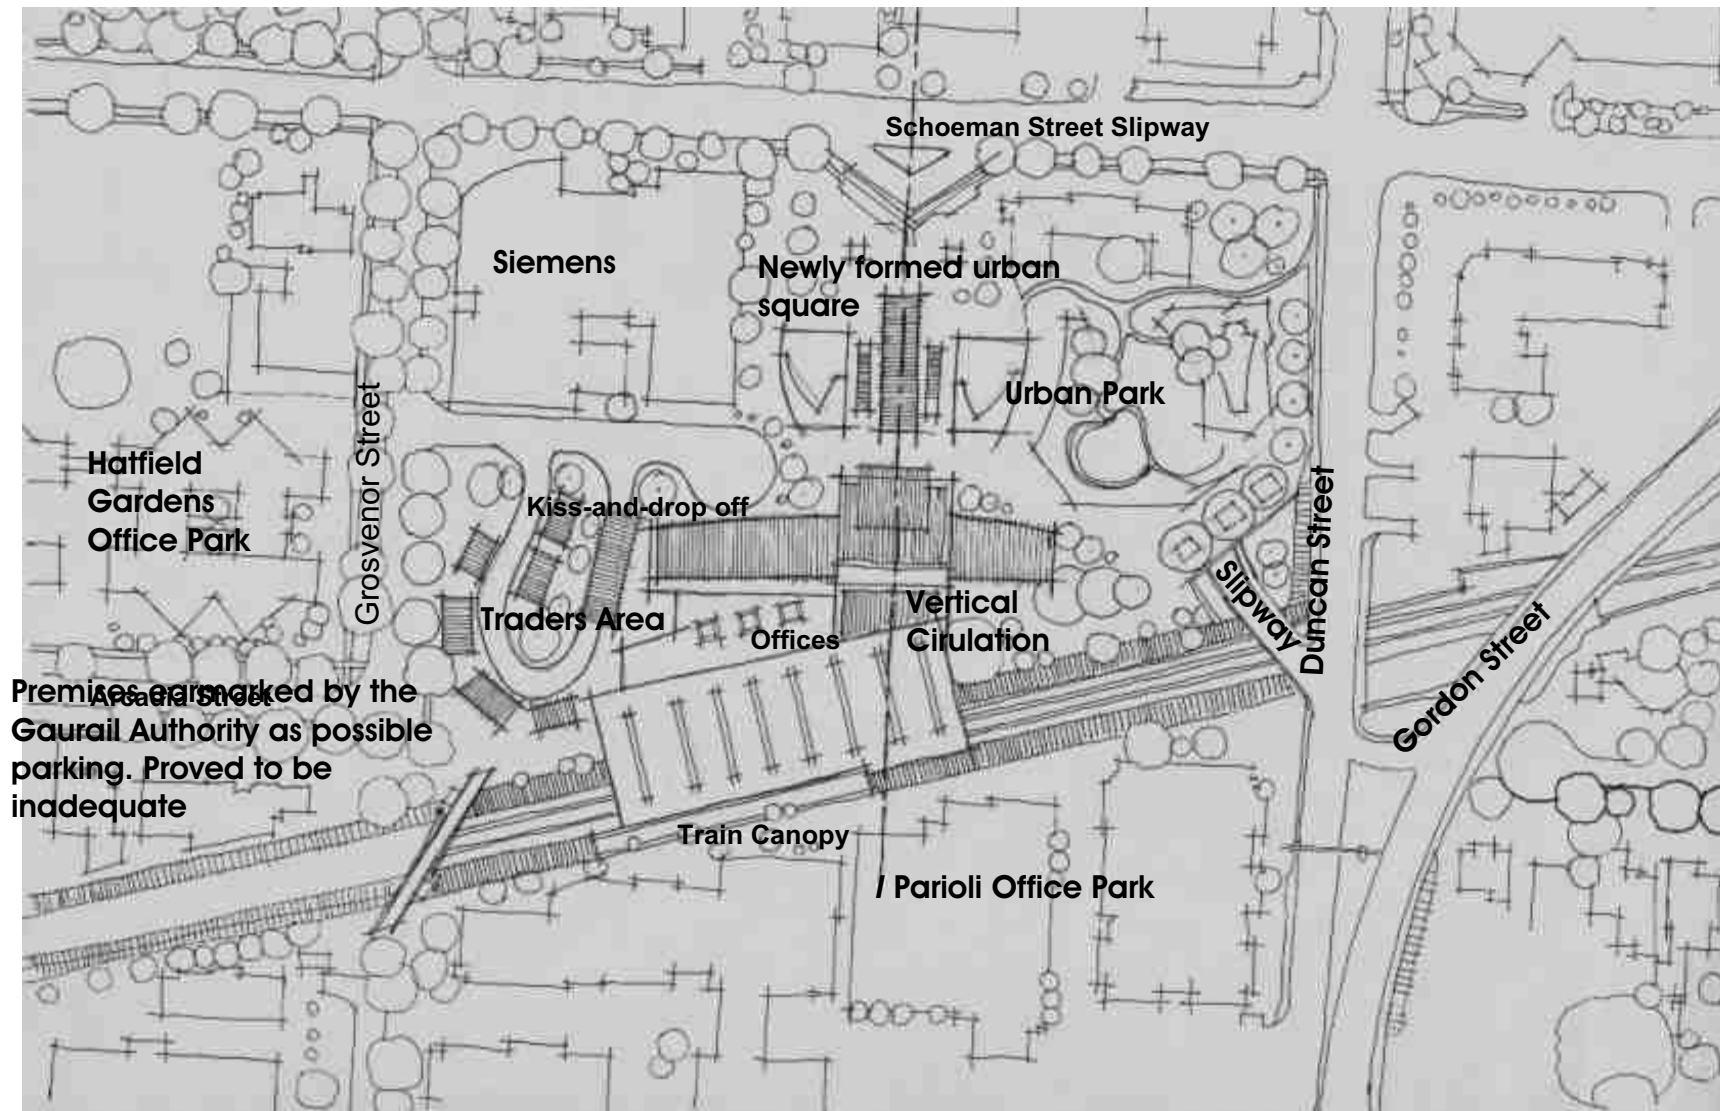 Schoeman Street Slipway
Siemens
Newly formed urban
square
Urban Park
Grosvenor Street
Hatfield
Gardens
Office Park
Kiss-and-drop off
Duncan Street
Slipway
Traders Area
Offices
Vertical
Cirulation
Gordon Street
Arcadia Street
Premises earmarked by the
Gaurail Authority as possible
parking. Proved to be
inadequate
Train Canopy
/ Parioli Office Park